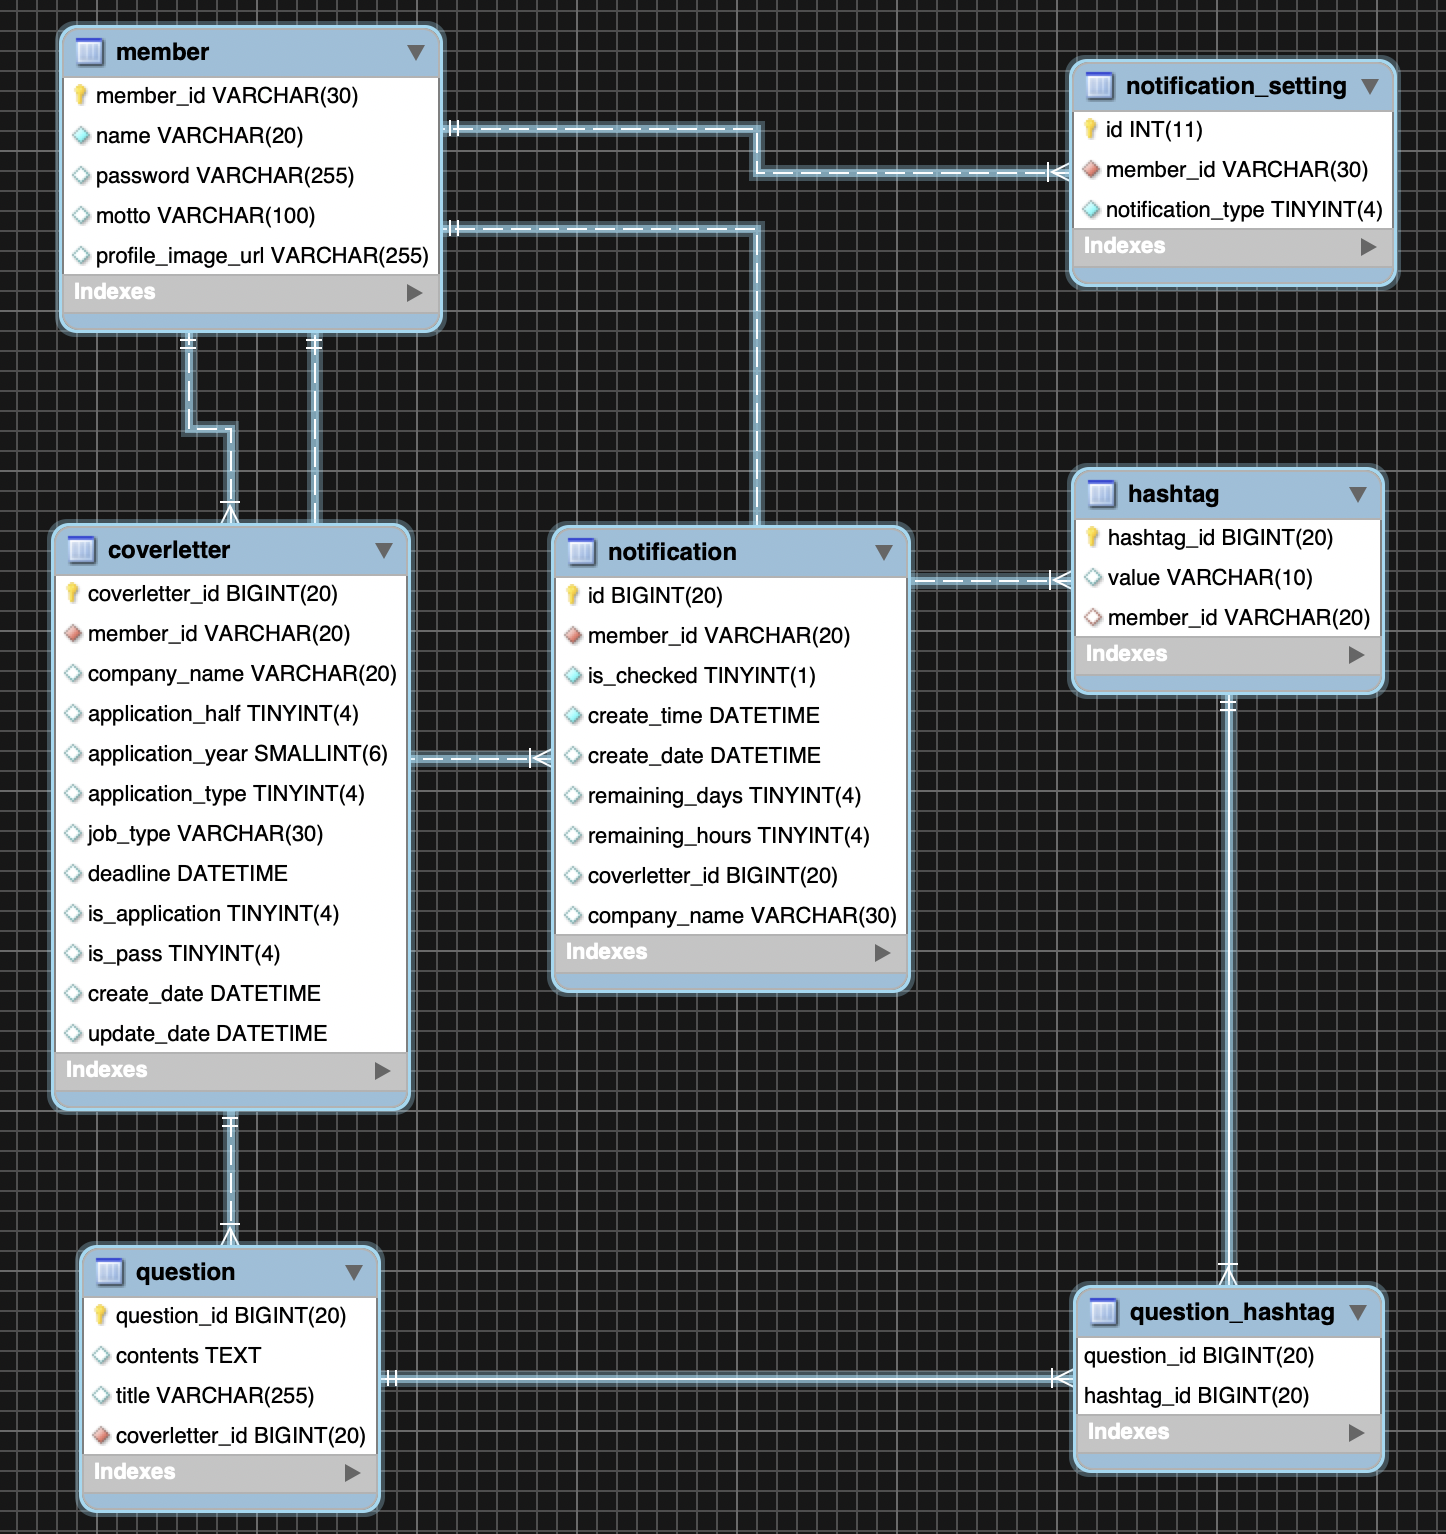 member
member_id VARCHAR(30)
name VARCHAR(20)
password VARCHAR(255)
motto VARCHAR(100)
profile_image_url VARCHAR(255)
Indexes
notification_setting
id INT(11)
member_id VARCHAR(30)
notification_type TINYINT(4)
Indexes
coverletter
coverletter_id BIGINT(20)
member_id VARCHAR(20)
company_name VARCHAR(20)
application_half TINYINT(4)
application_year SMALLINT(6)
application_type TINYINT(4)
job_type VARCHAR(30)
deadline DATETIME
is_application TINYINT(4)
is_pass TINYINT(4)
create_date DATETIME
update_date DATETIME
Indexes
notification
id BIGINT(20)
member_id VARCHAR(20)
is_checked TINYINT(1)
create_time DATETIME
create_date DATETIME
remaining_days TINYINT(4)
remaining_hours TINYINT(4)
coverletter_id BIGINT(20)
company_name VARCHAR(30)
Indexes
hashtag
hashtag_id BIGINT(20)
value VARCHAR(10)
member_id VARCHAR(20)
Indexes
question
question_id BIGINT(20)
contents TEXT
title VARCHAR(255)
coverletter_id BIGINT(20)
Indexes
question_hashtag
question_id BIGINT(20)
hashtag_id BIGINT(20)
Indexes